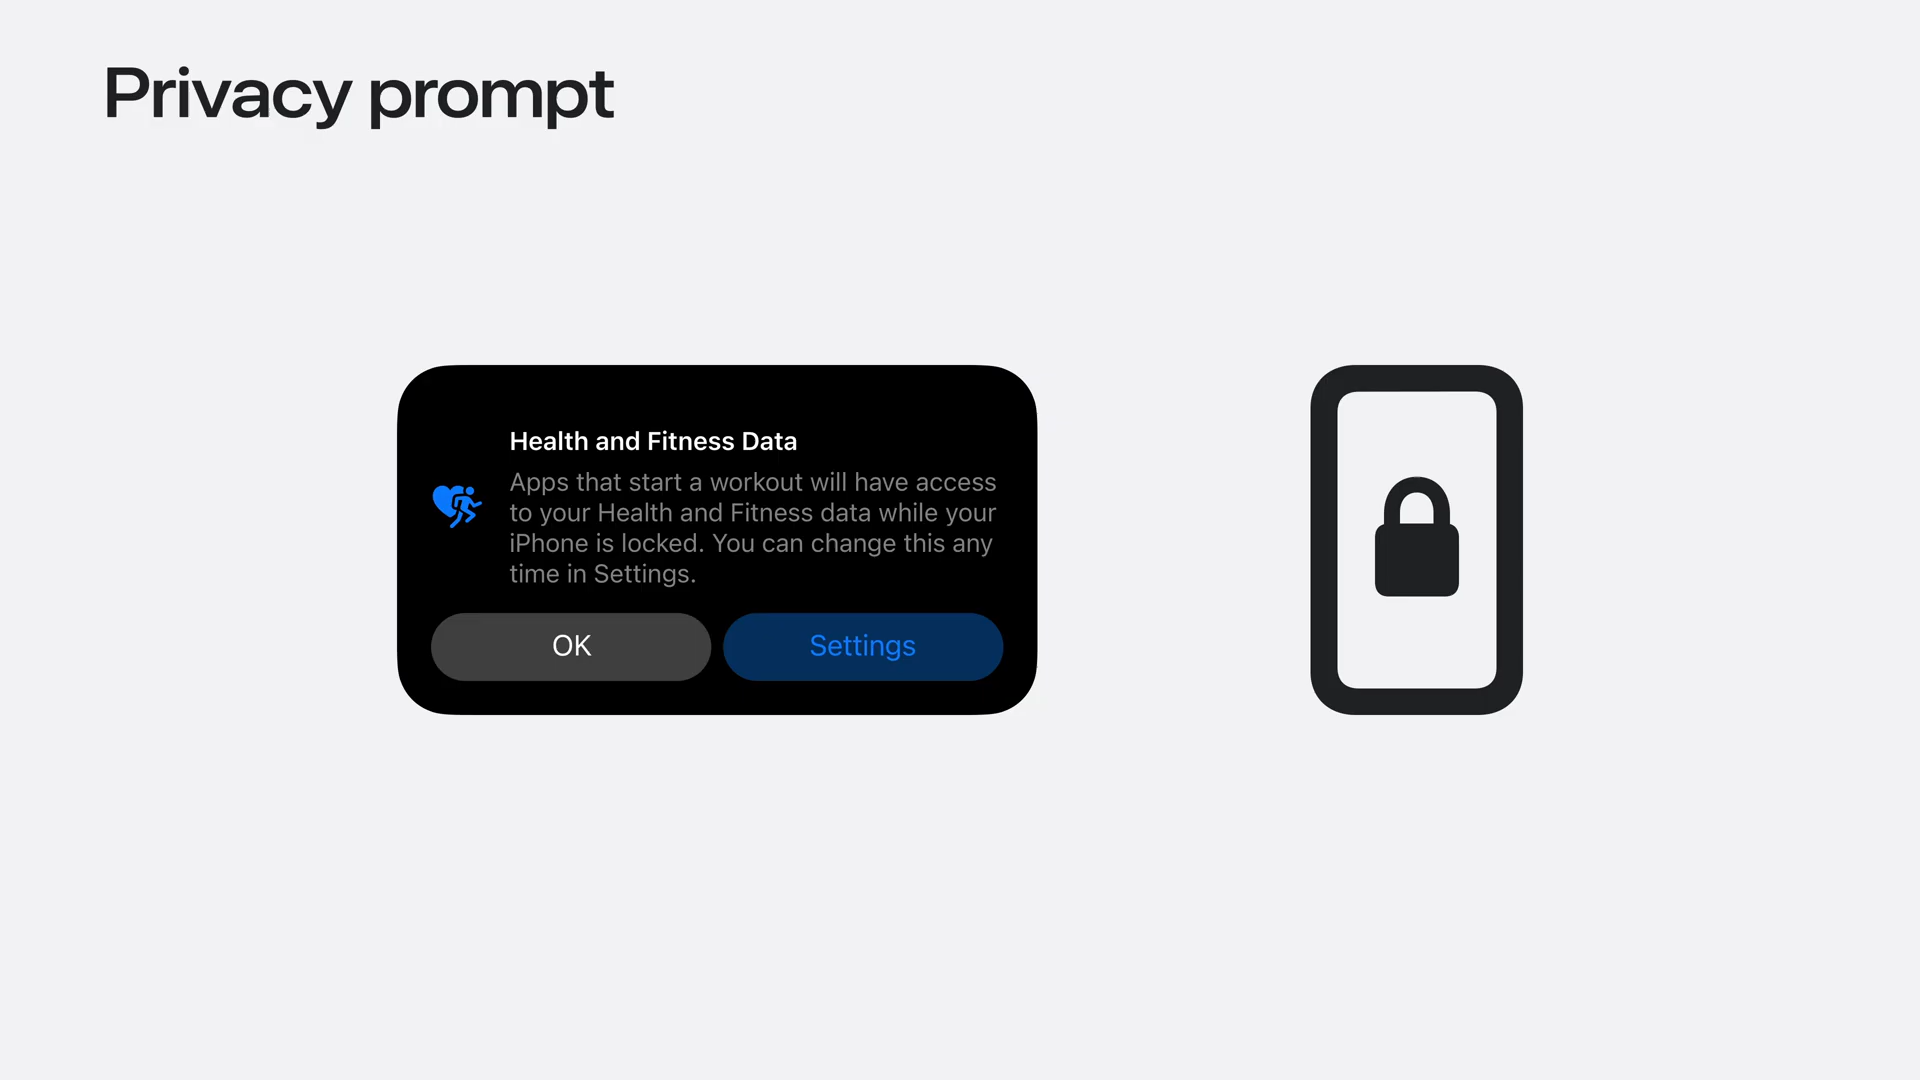 Privacy prompt
Health and Fitness Data
Apps that start a workout will have access
to your Health and Fitness data while your
iPhone is locked. You can change this any
time in Settings.
OK
Settings